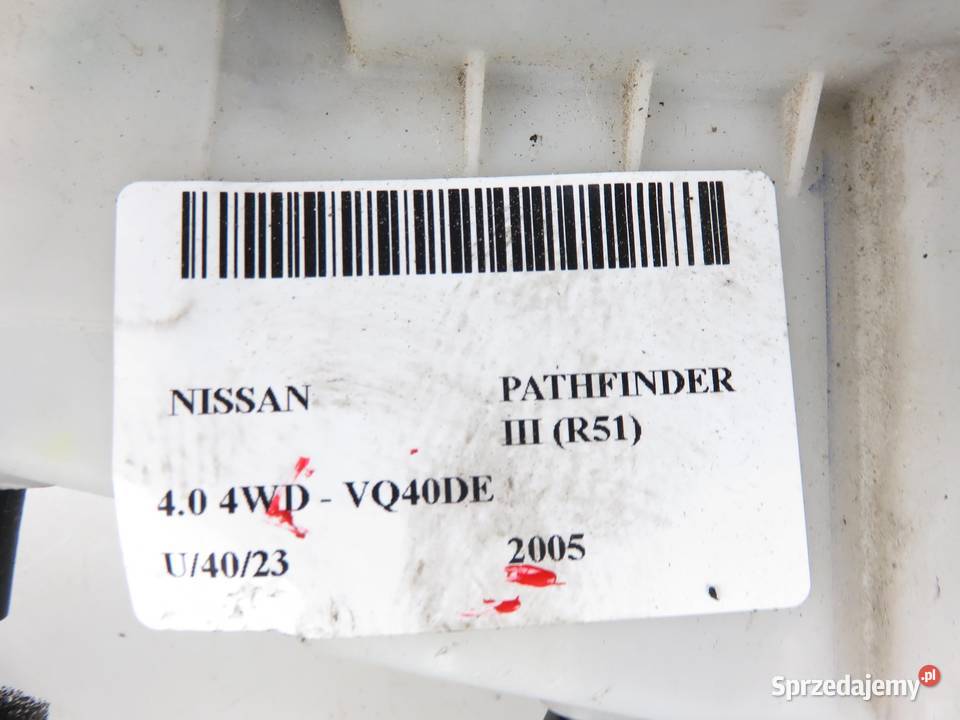 NISSAN PATHFINDER
III (R51)
4.0 4WD - VQ40DE
U/40/23 2005
Sprzedajemy.pl